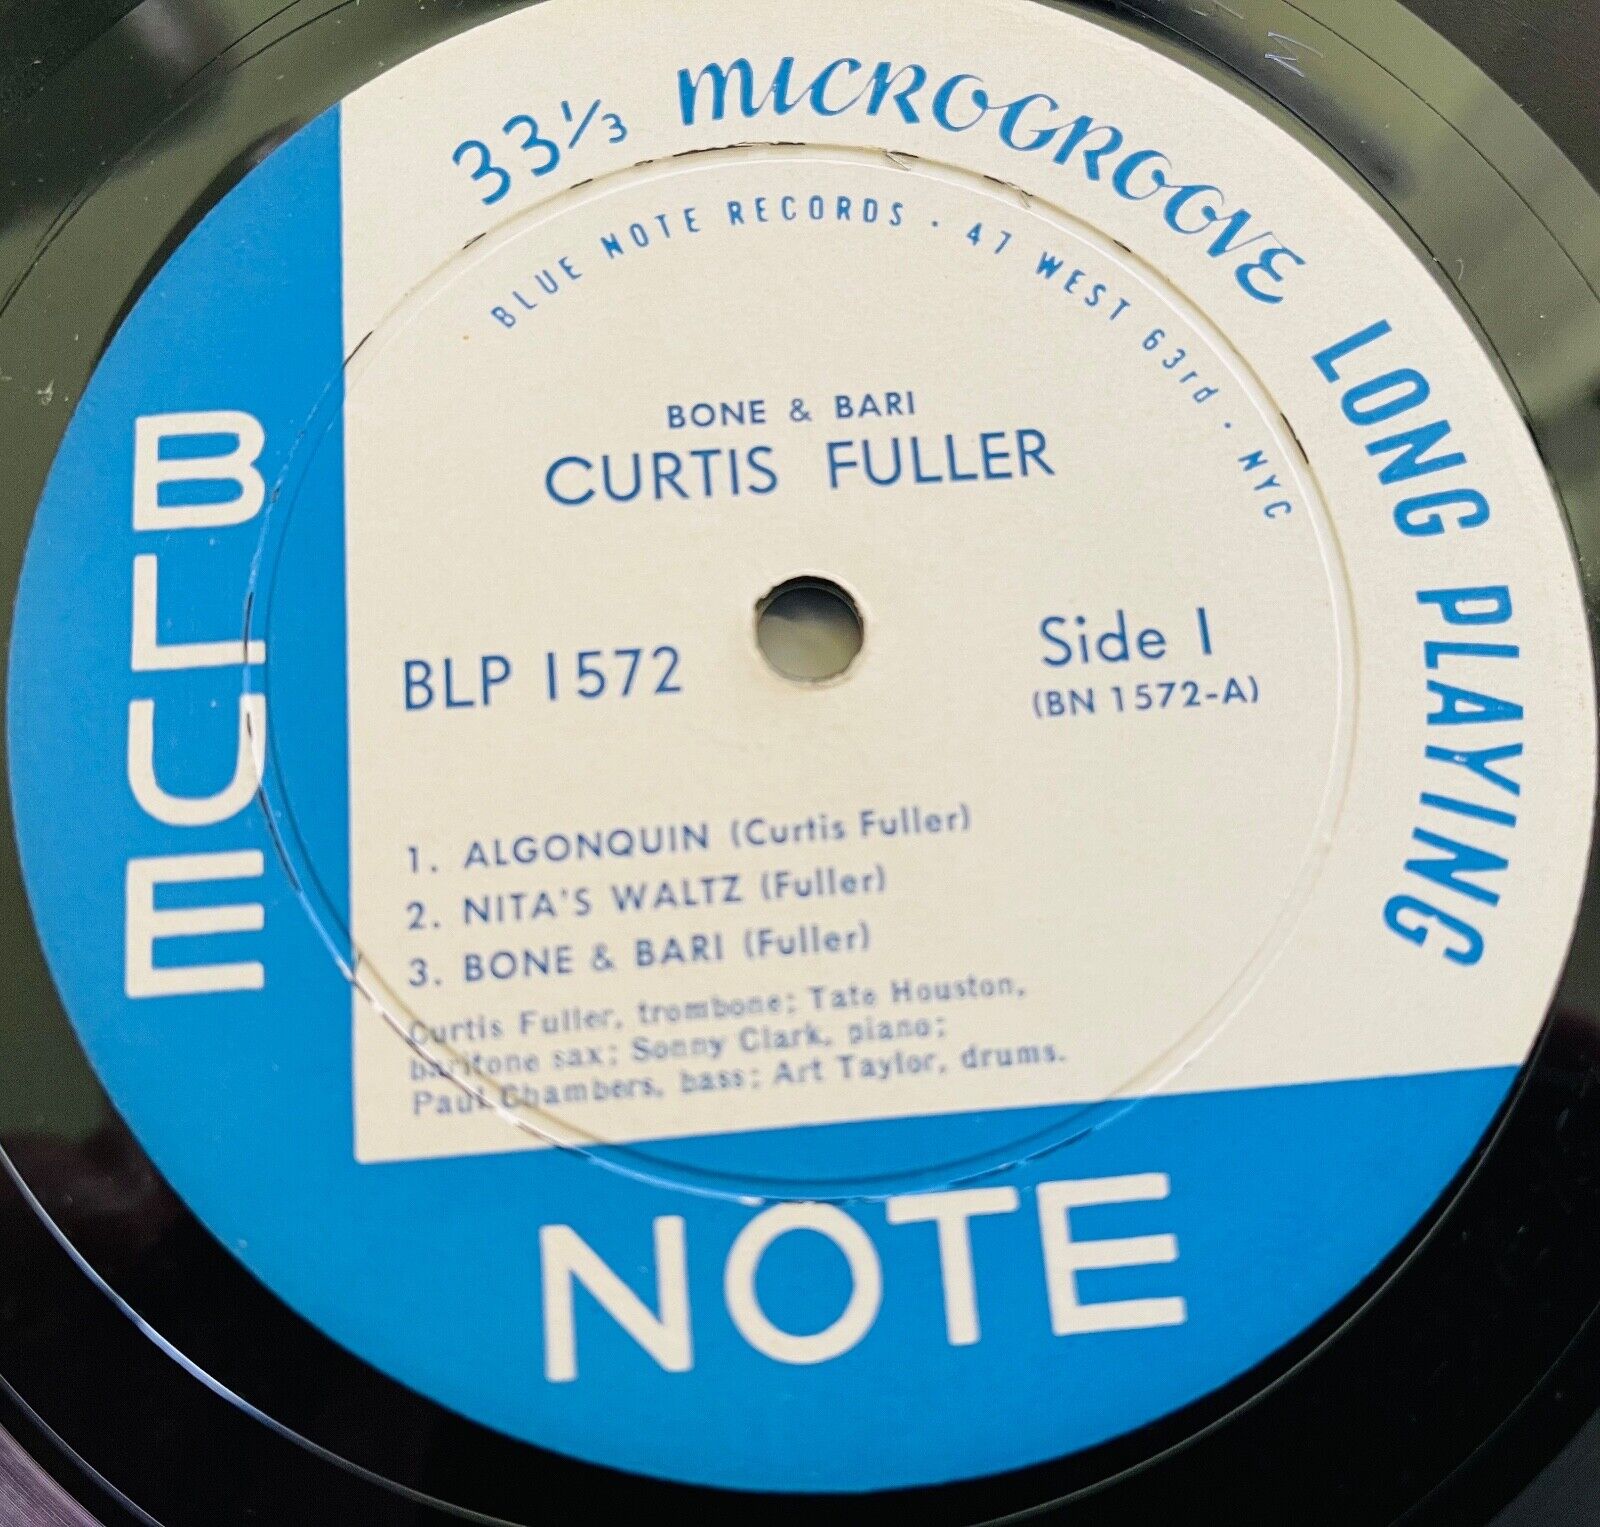 33⅓ MICROGROOVE LONG PLAYING
BLUE NOTE RECORDS · 47 WEST 63rd · NYC
BONE & BARI
CURTIS FULLER
BLP 1572
Side 1
(BN 1572-A)
1. ALGONQUIN (Curtis Fuller)
2. NITA'S WALTZ (Fuller)
3. BONE & BARI (Fuller)
Curtis Fuller, trombone; Tate Houston,
baritone sax; Sonny Clark, piano;
Paul Chambers, bass; Art Taylor, drums.
BLUE
NOTE